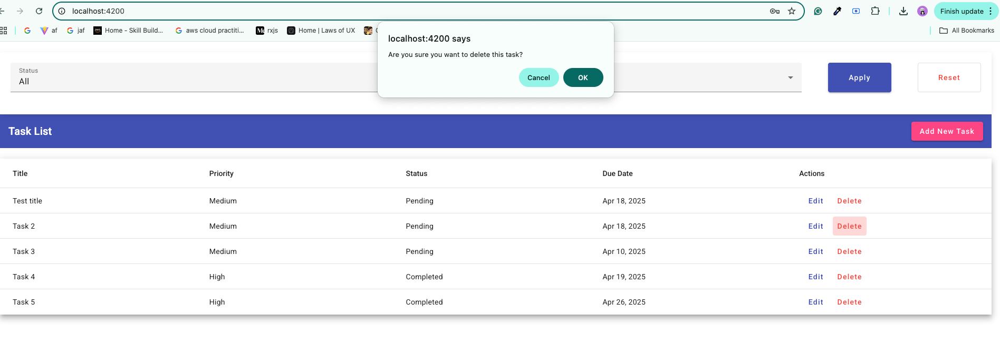 localhost:4200
Finish update
af
jaf
Home - Skill Build...
aws cloud practiti...
rxjs
Home | Laws of UX
All Bookmarks
localhost:4200 says
Are you sure you want to delete this task?
Cancel OK
Status
All
Apply
Reset
Task List
Add New Task
Title Priority Status Due Date Actions
Test title Medium Pending Apr 18, 2025 Edit Delete
Task 2 Medium Pending Apr 18, 2025 Edit Delete
Task 3 Medium Pending Apr 10, 2025 Edit Delete
Task 4 High Completed Apr 19, 2025 Edit Delete
Task 5 High Completed Apr 26, 2025 Edit Delete